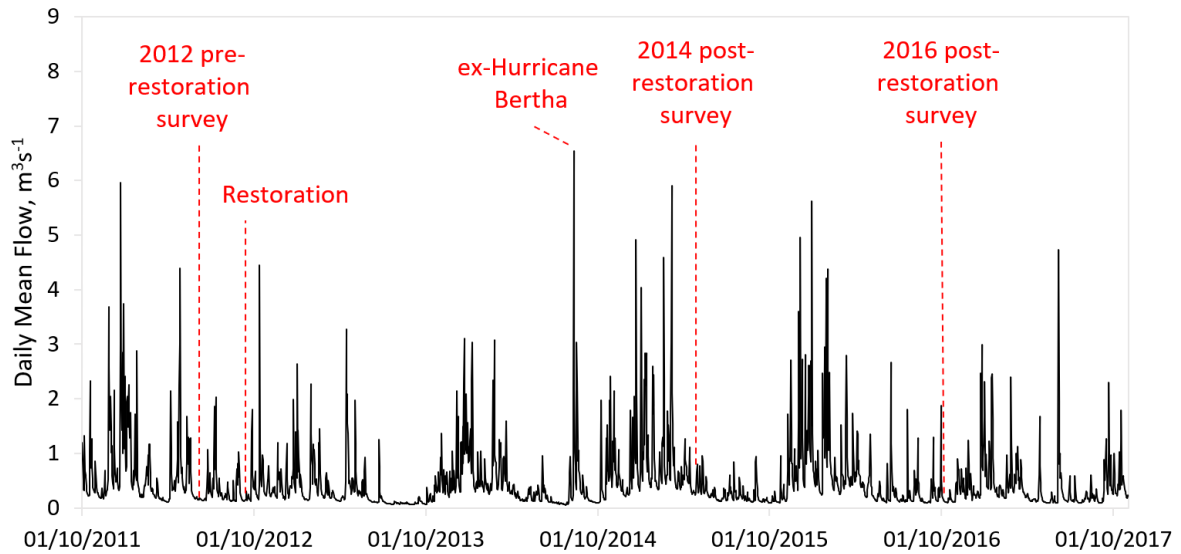 9
8
7
6
5
4
3
2
1
0
Daily Mean Flow, m³s⁻¹
2012 pre-
restoration
survey
Restoration
ex-Hurricane
Bertha
2014 post-
restoration
survey
2016 post-
restoration
survey
01/10/2011
01/10/2012
01/10/2013
01/10/2014
01/10/2015
01/10/2016
01/10/2017